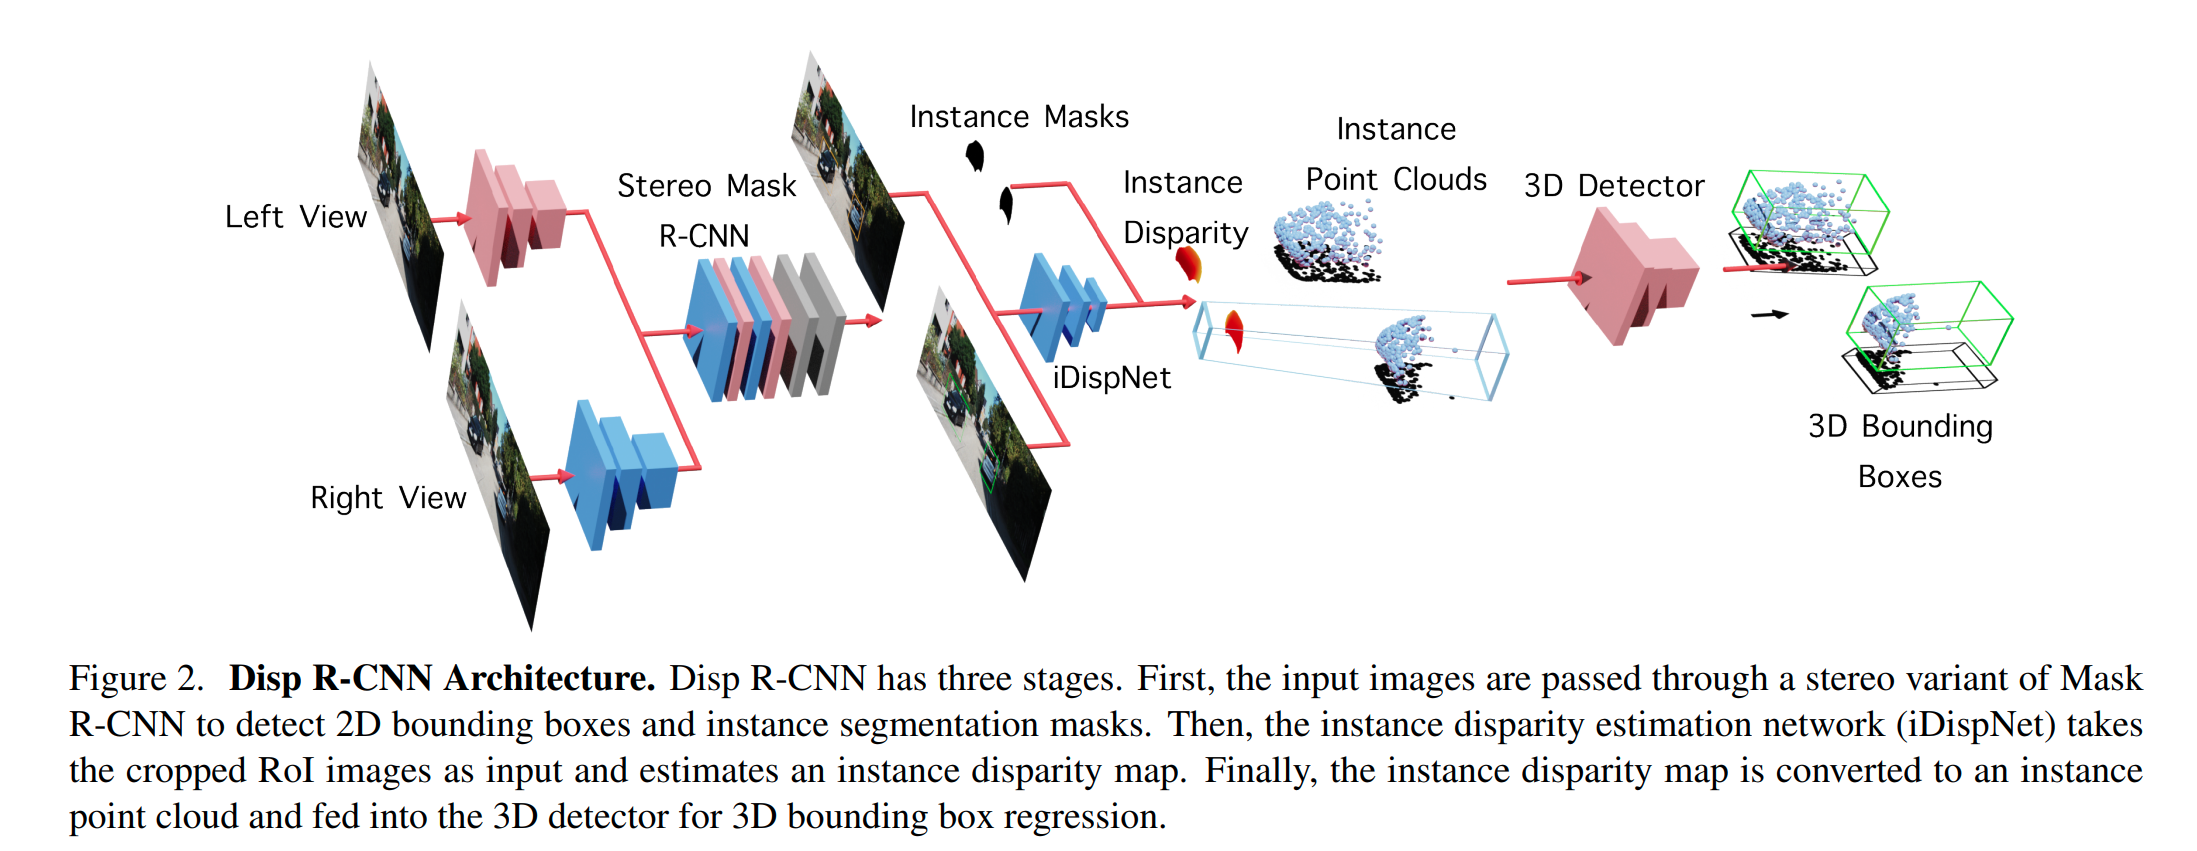 Left View
Right View
Stereo Mask
R-CNN
Instance Masks
iDispNet
Instance
Disparity
Instance
Point Clouds
3D Detector
3D Bounding
Boxes
Figure 2. Disp R-CNN Architecture. Disp R-CNN has three stages. First, the input images are passed through a stereo variant of Mask
R-CNN to detect 2D bounding boxes and instance segmentation masks. Then, the instance disparity estimation network (iDispNet) takes
the cropped RoI images as input and estimates an instance disparity map. Finally, the instance disparity map is converted to an instance
point cloud and fed into the 3D detector for 3D bounding box regression.